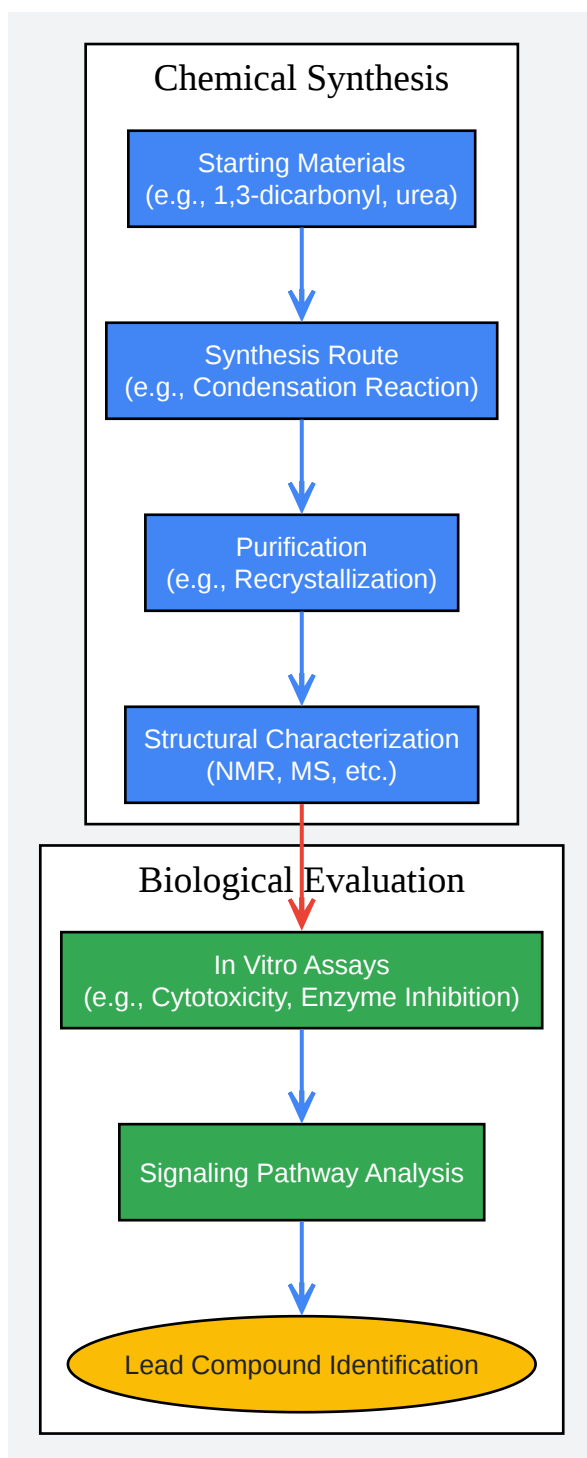 Chemical Synthesis
Starting Materials
(e.g., 1,3-dicarbonyl, urea)
Synthesis Route
(e.g., Condensation Reaction)
Purification
(e.g., Recrystallization)
Structural Characterization
(NMR, MS, etc.)
Biological Evaluation
In Vitro Assays
(e.g., Cytotoxicity, Enzyme Inhibition)
Signaling Pathway Analysis
Lead Compound Identification